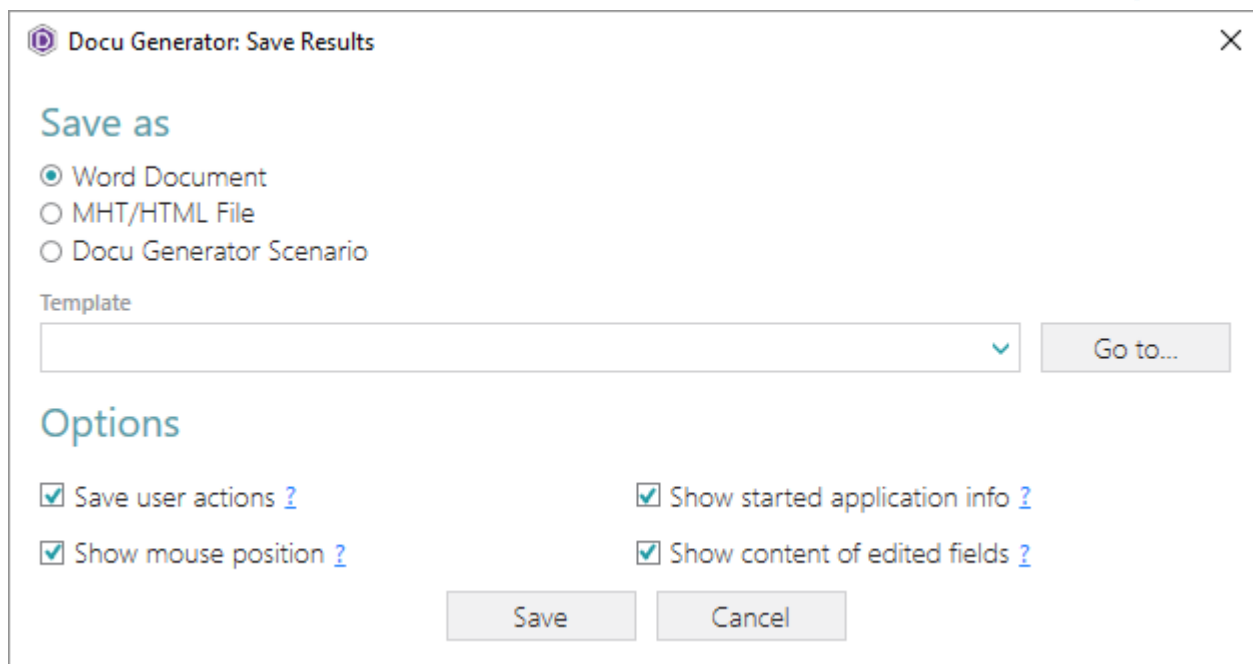 Docu Generator: Save Results
Save as
Word Document
MHT/HTML File
Docu Generator Scenario
Template
Go to...
Options
Save user actions ? Show started application info ?
Show mouse position ? Show content of edited fields ?
Save Cancel